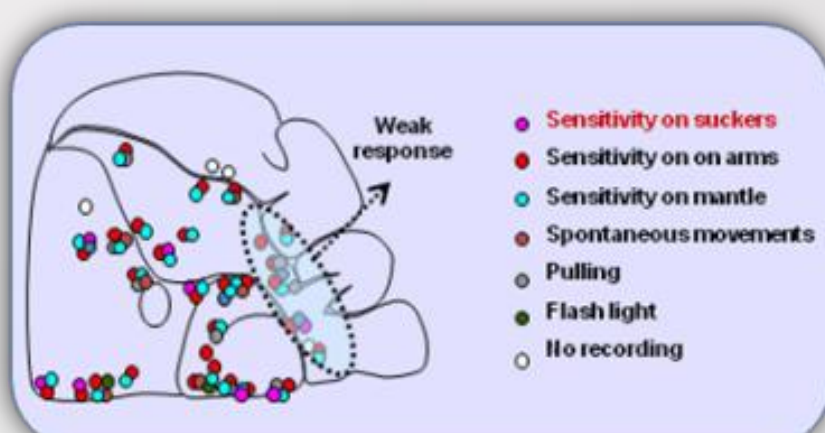 Weak
response
Sensitivity on suckers
Sensitivity on on arms
Sensitivity on mantle
Spontaneous movements
Pulling
Flash light
No recording